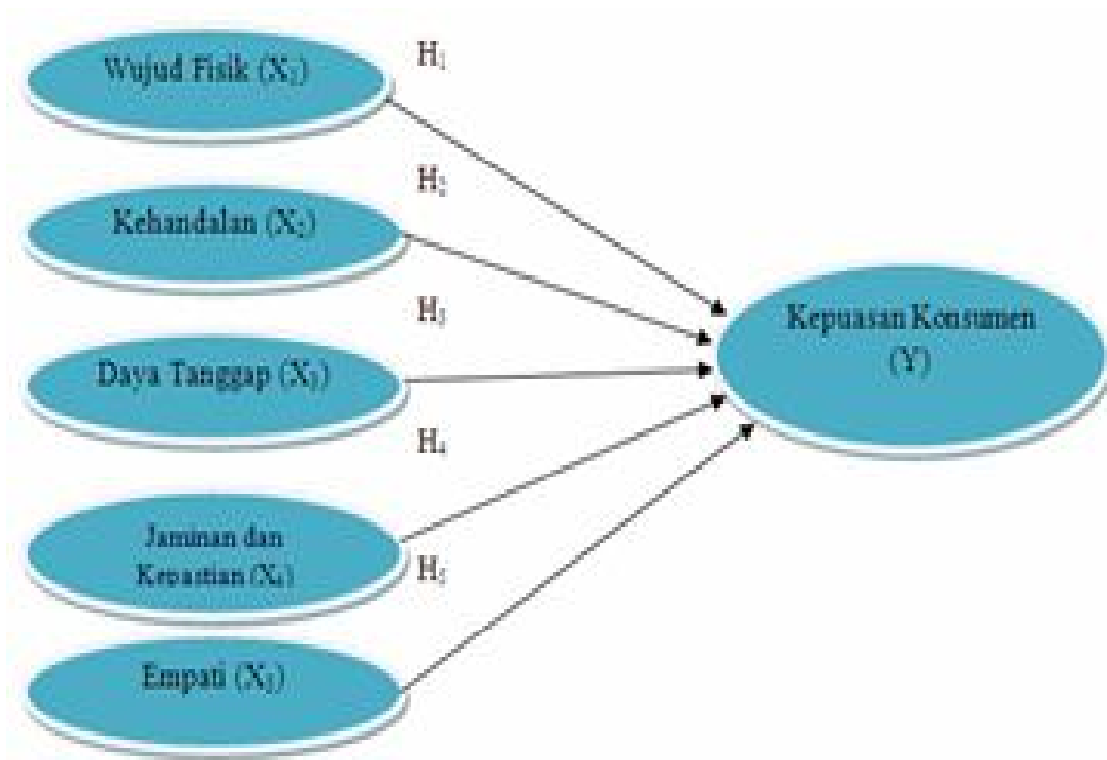 Wujud Fisik (X₁)
H₁
H₂
Kehandalan (X₂)
H₃
Kepuasan Konsumen
(Y)
Daya Tanggap (X₃)
H₄
Jaminan dan
Kepastian (X₄)
H₅
Empati (X₅)